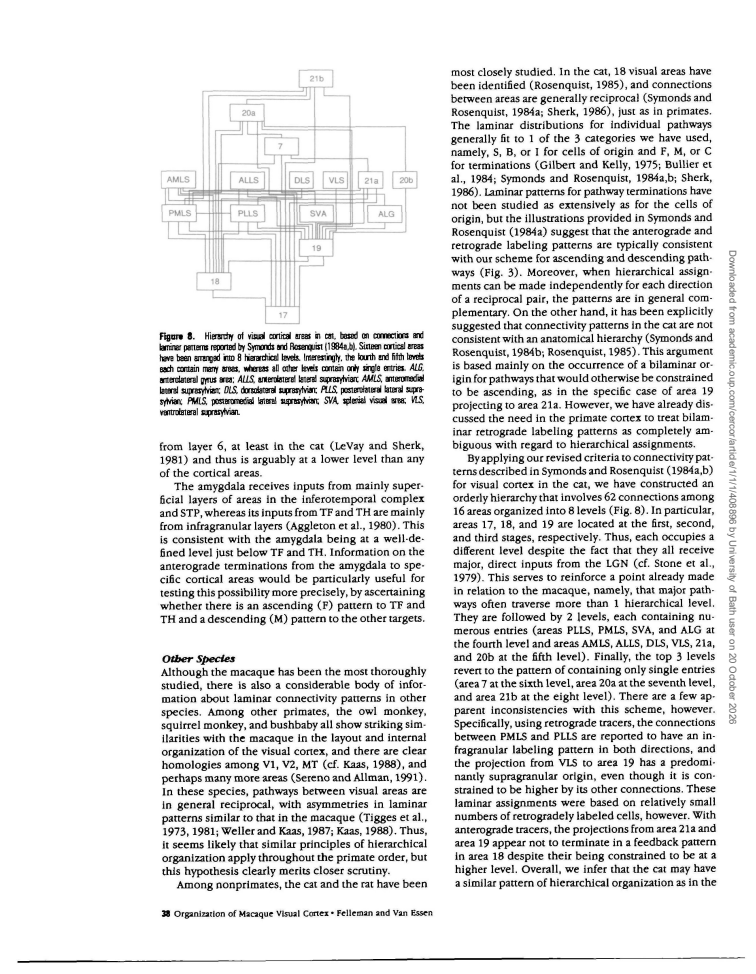 21b
20a
7
AMLS
ALLS
DLS
VLS
21a
20b
PMLS
PLLS
SVA
ALG
19
18
17
Figure 8. Hierarchy of visual cortical areas in cat, based on connections and
laminar patterns reported by Symonds and Rosenquist (1984a,b). Sixteen cortical areas
have been arranged into 8 hierarchical levels. Interestingly, the fourth and fifth levels
each contain many areas, whereas all other levels contain only single entries. ALG,
anterolateral gyrus area; ALLS, anterolateral lateral suprasylvian; AMLS, anteromedial
lateral suprasylvian; DLS, dorsolateral suprasylvian; PLLS, posterolateral lateral supra-
sylvian; PMLS, posteromedial lateral suprasylvian; SVA, splenial visual area; VLS,
ventrolateral suprasylvian.
from layer 6, at least in the cat (LeVay and Sherk,
1981) and thus is arguably at a lower level than any
of the cortical areas.
The amygdala receives inputs from mainly super-
ficial layers of areas in the inferotemporal complex
and STP, whereas its inputs from TF and TH are mainly
from infragranular layers (Aggleton et al., 1980). This
is consistent with the amygdala being at a well-de-
fined level just below TF and TH. Information on the
anterograde terminations from the amygdala to spe-
cific cortical areas would be particularly useful for
testing this possibility more precisely, by ascertaining
whether there is an ascending (F) pattern to TF and
TH and a descending (M) pattern to the other targets.
Other Species
Although the macaque has been the most thoroughly
studied, there is also a considerable body of infor-
mation about laminar connectivity patterns in other
species. Among other primates, the owl monkey,
squirrel monkey, and bushbaby all show striking sim-
ilarities with the macaque in the layout and internal
organization of the visual cortex, and there are clear
homologies among V1, V2, MT (cf. Kaas, 1988), and
perhaps many more areas (Sereno and Allman, 1991).
In these species, pathways between visual areas are
in general reciprocal, with asymmetries in laminar
patterns similar to that in the macaque (Tigges et al.,
1973, 1981; Weller and Kaas, 1987; Kaas, 1988). Thus,
it seems likely that similar principles of hierarchical
organization apply throughout the primate order, but
this hypothesis clearly merits closer scrutiny.
Among nonprimates, the cat and the rat have been
most closely studied. In the cat, 18 visual areas have
been identified (Rosenquist, 1985), and connections
between areas are generally reciprocal (Symonds and
Rosenquist, 1984a; Sherk, 1986), just as in primates.
The laminar distributions for individual pathways
generally fit to 1 of the 3 categories we have used,
namely, S, B, or I for cells of origin and F, M, or C
for terminations (Gilbert and Kelly, 1975; Bullier et
al., 1984; Symonds and Rosenquist, 1984a,b; Sherk,
1986). Laminar patterns for pathway terminations have
not been studied as extensively as for the cells of
origin, but the illustrations provided in Symonds and
Rosenquist (1984a) suggest that the anterograde and
retrograde labeling patterns are typically consistent
with our scheme for ascending and descending path-
ways (Fig. 3). Moreover, when hierarchical assign-
ments can be made independently for each direction
of a reciprocal pair, the patterns are in general com-
plementary. On the other hand, it has been explicitly
suggested that connectivity patterns in the cat are not
consistent with an anatomical hierarchy (Symonds and
Rosenquist, 1984b; Rosenquist, 1985). This argument
is based mainly on the occurrence of a bilaminar or-
igin for pathways that would otherwise be constrained
to be ascending, as in the specific case of area 19
projecting to area 21a. However, we have already dis-
cussed the need in the primate cortex to treat bilam-
inar retrograde labeling patterns as completely am-
biguous with regard to hierarchical assignments.
By applying our revised criteria to connectivity pat-
terns described in Symonds and Rosenquist (1984a,b)
for visual cortex in the cat, we have constructed an
orderly hierarchy that involves 62 connections among
16 areas organized into 8 levels (Fig. 8). In particular,
areas 17, 18, and 19 are located at the first, second,
and third stages, respectively. Thus, each occupies a
different level despite the fact that they all receive
major, direct inputs from the LGN (cf. Stone et al.,
1979). This serves to reinforce a point already made
in relation to the macaque, namely, that major path-
ways often traverse more than 1 hierarchical level.
They are followed by 2 levels, each containing nu-
merous entries (areas PLLS, PMLS, SVA, and ALG at
the fourth level and areas AMLS, ALLS, DLS, VLS, 21a,
and 20b at the fifth level). Finally, the top 3 levels
revert to the pattern of containing only single entries
(area 7 at the sixth level, area 20a at the seventh level,
and area 21b at the eight level). There are a few ap-
parent inconsistencies with this scheme, however.
Specifically, using retrograde tracers, the connections
between PMLS and PLLS are reported to have an in-
fragranular labeling pattern in both directions, and
the projection from VLS to area 19 has a predomi-
nantly supragranular origin, even though it is con-
strained to be higher by its other connections. These
laminar assignments were based on relatively small
numbers of retrogradely labeled cells, however. With
anterograde tracers, the projections from area 21a and
area 19 appear not to terminate in a feedback pattern
in area 18 despite their being constrained to be at a
higher level. Overall, we infer that the cat may have
a similar pattern of hierarchical organization as in the
38 Organization of Macaque Visual Cortex • Felleman and Van Essen
Downloaded from academic.oup.com/cercor/article/1/1/1/408896 by University of Bath user on 20 October 2026